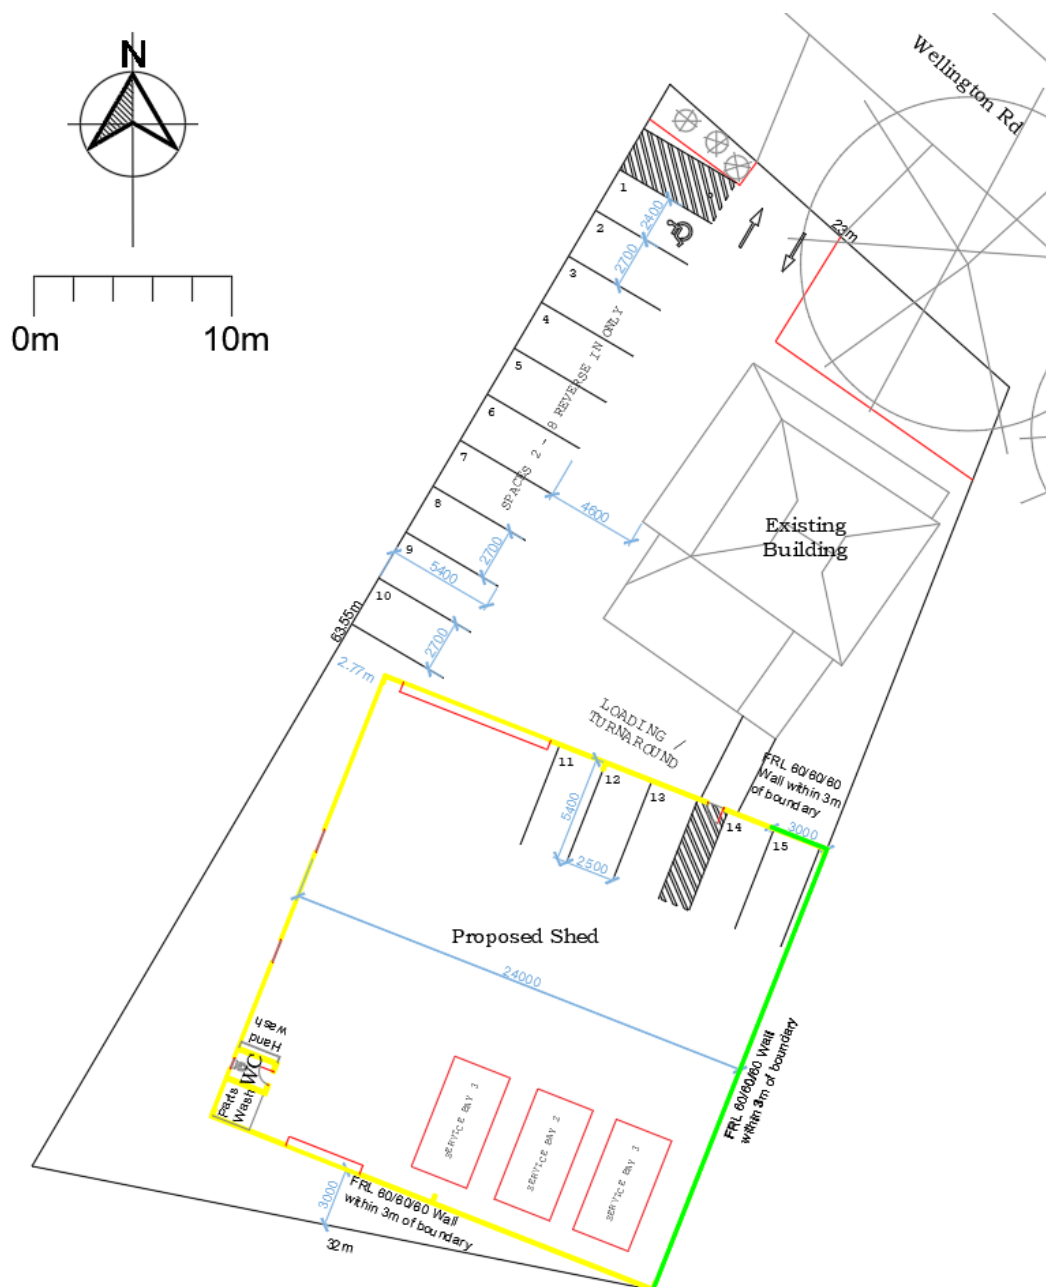 N
0m 10m
Wellington Rd
23m
1
2
3
4
5
6
7
8
9
10
2400
2700
SPACES 2 - 8 REVERSE IN ONLY
4600
2700
5400
2700
63.55m
2.77m
Existing
Building
LOADING /
TURNAROUND
FRL 60/60/60
Wall within 3m
of boundary
3000
11
12
13
14
15
5400
2500
Proposed Shed
24000
FRL 60/60/60 Wall
within 3m of boundary
Hand
wash
WC
Parts
Wash
SERVICE BAY 3
SERVICE BAY 2
SERVICE BAY 3
3000
FRL 60/60/60 Wall
within 3m of boundary
32m